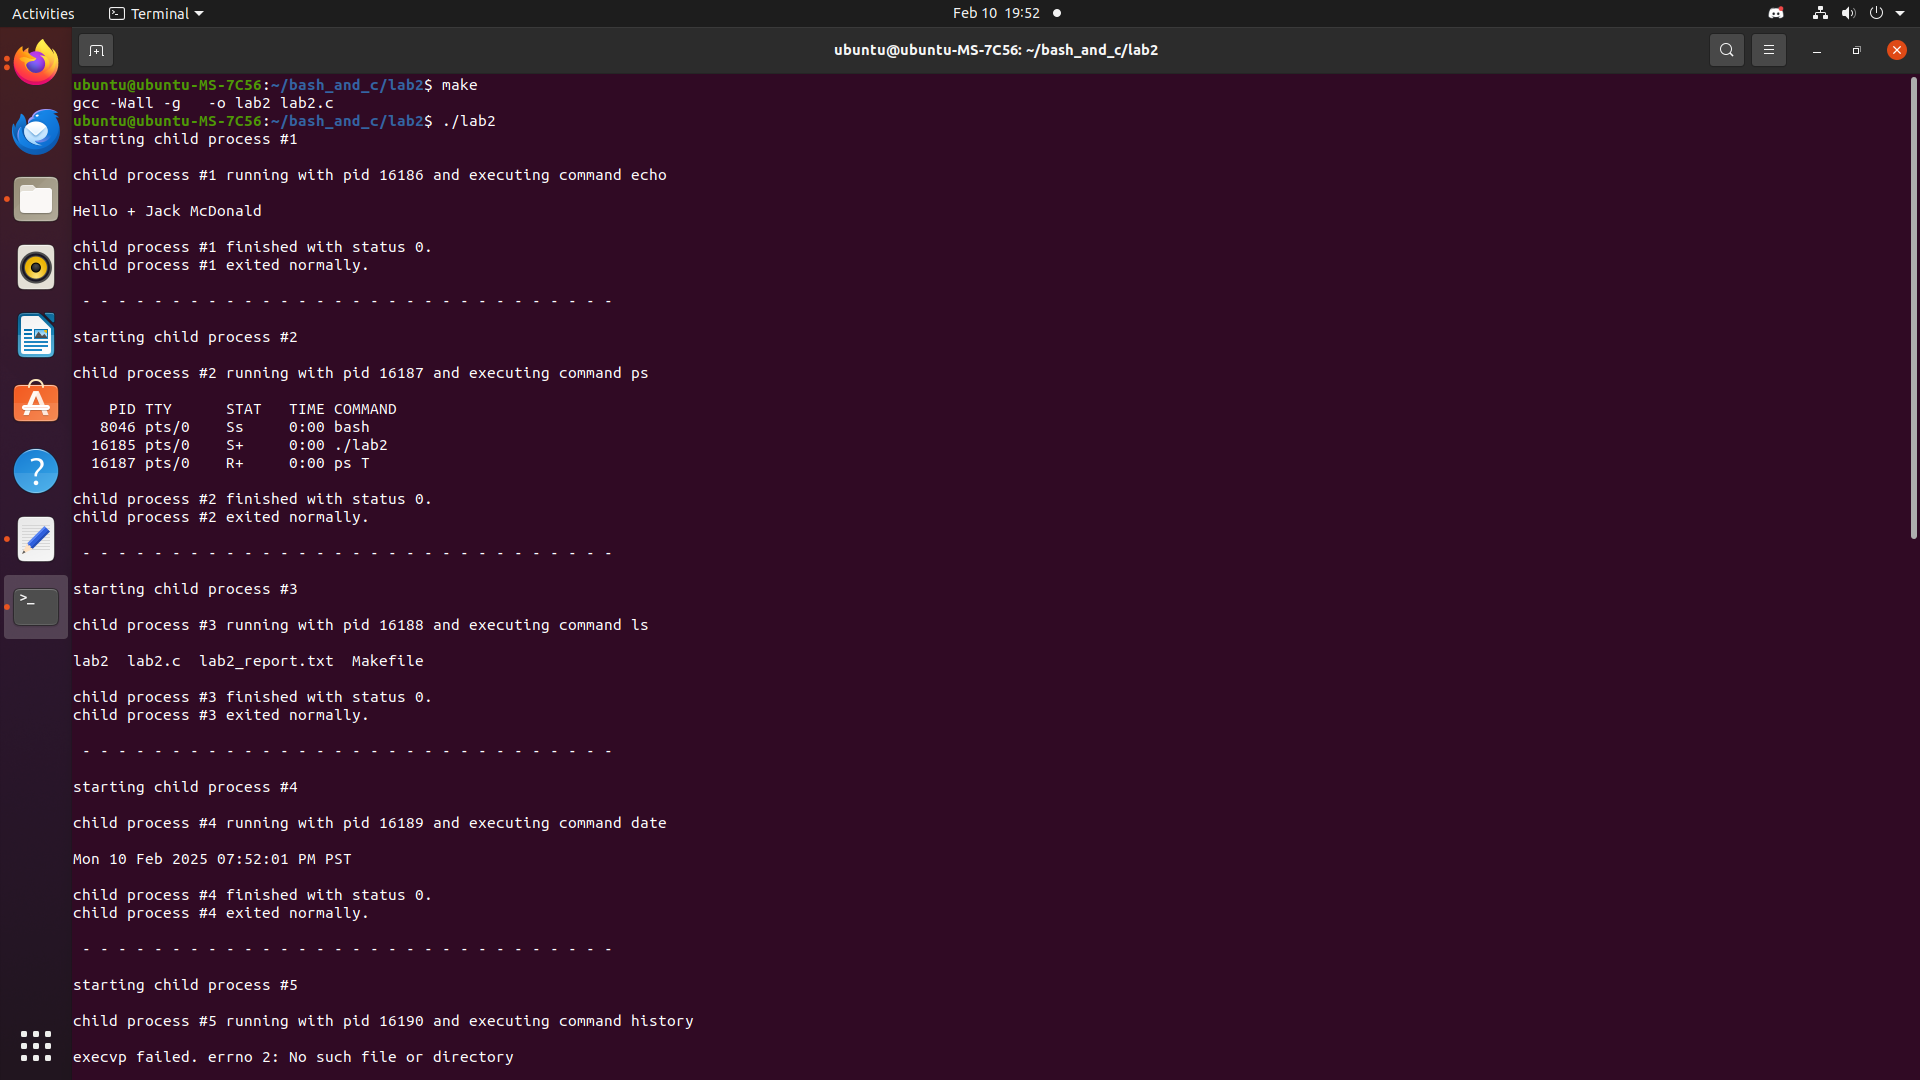 Activities Terminal Feb 10 19:52
ubuntu@ubuntu-MS-7C56: ~/bash_and_c/lab2
ubuntu@ubuntu-MS-7C56:~/bash_and_c/lab2$ make
gcc -Wall -g   -o lab2 lab2.c
ubuntu@ubuntu-MS-7C56:~/bash_and_c/lab2$ ./lab2
starting child process #1
child process #1 running with pid 16186 and executing command echo
Hello + Jack McDonald
child process #1 finished with status 0.
child process #1 exited normally.
- - - - - - - - - - - - - - - - - - - - - - - - - - - - - -
starting child process #2
child process #2 running with pid 16187 and executing command ps
    PID TTY      STAT   TIME COMMAND
   8046 pts/0    Ss     0:00 bash
  16185 pts/0    S+     0:00 ./lab2
  16187 pts/0    R+     0:00 ps T
child process #2 finished with status 0.
child process #2 exited normally.
- - - - - - - - - - - - - - - - - - - - - - - - - - - - - -
starting child process #3
child process #3 running with pid 16188 and executing command ls
lab2  lab2.c  lab2_report.txt  Makefile
child process #3 finished with status 0.
child process #3 exited normally.
- - - - - - - - - - - - - - - - - - - - - - - - - - - - - -
starting child process #4
child process #4 running with pid 16189 and executing command date
Mon 10 Feb 2025 07:52:01 PM PST
child process #4 finished with status 0.
child process #4 exited normally.
- - - - - - - - - - - - - - - - - - - - - - - - - - - - - -
starting child process #5
child process #5 running with pid 16190 and executing command history
execvp failed. errno 2: No such file or directory